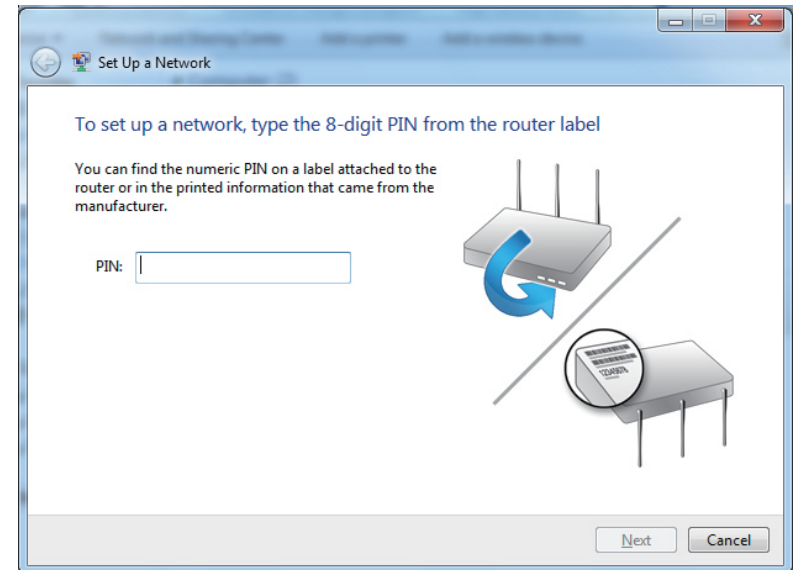 Set Up a Network
To set up a network, type the 8-digit PIN from the router label
You can find the numeric PIN on a label attached to the
router or in the printed information that came from the
manufacturer.
PIN:
12345678
Next
Cancel